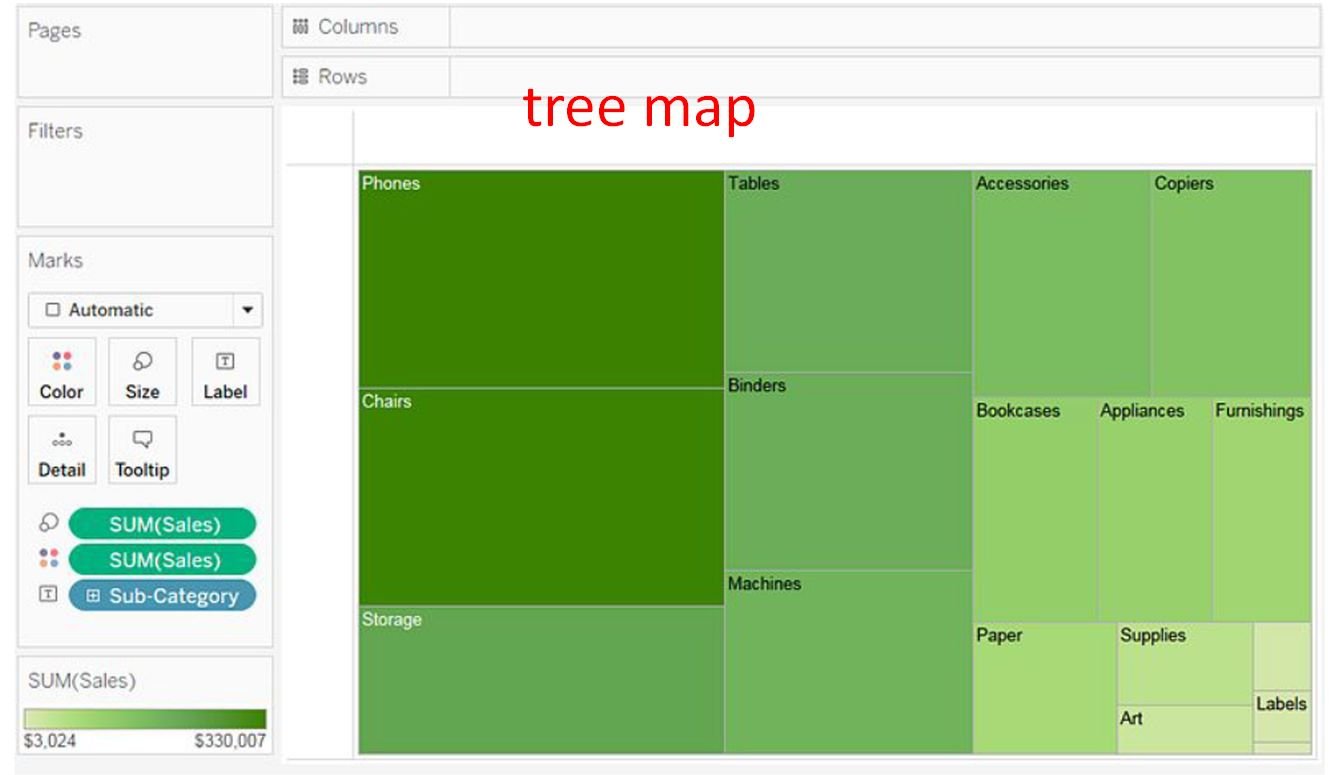 Pages
Columns
Rows
tree map
Filters
Marks
Automatic
Color Size Label
Detail Tooltip
SUM(Sales)
SUM(Sales)
T Sub-Category
SUM(Sales)
$3,024 $330,007
Phones Tables Accessories Copiers
Binders
Chairs Bookcases Appliances Furnishings
Machines
Storage Paper Supplies
Labels
Art